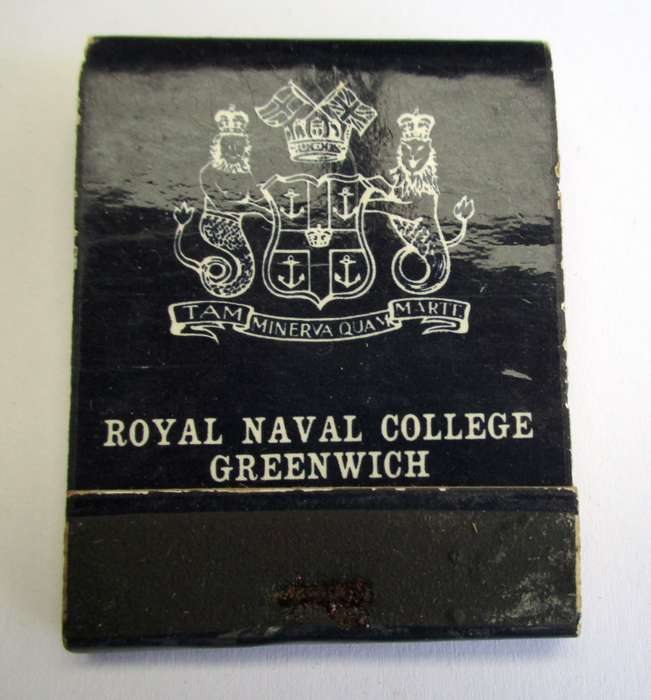 TAM MINERVA QUAM MARTE
ROYAL NAVAL COLLEGE
GREENWICH